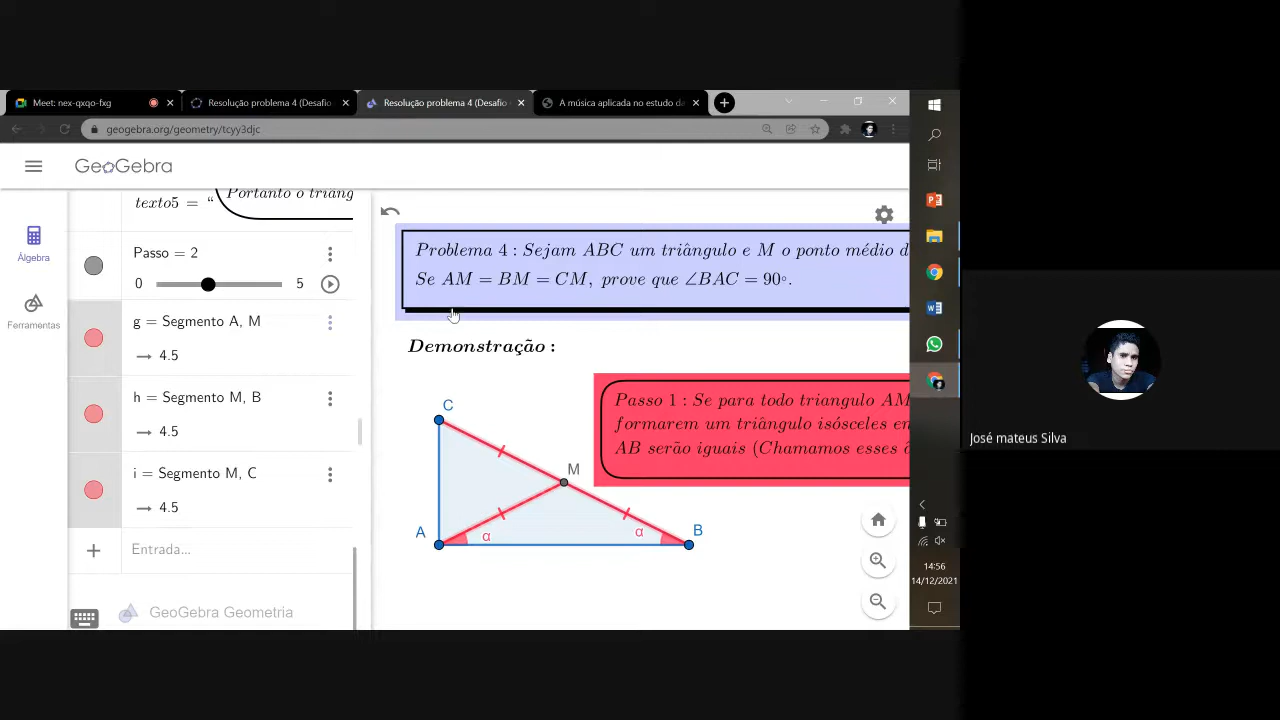 Meet: nex-qxqo-fxg
Resolução problema 4 (Desafio
Resolução problema 4 (Desafio
A música aplicada no estudo da
geogebra.org/geometry/tcyy3djc
GeoGebra
Álgebra
Ferramentas
texto5 = “
Portanto o triang
Passo = 2
0
5
g = Segmento A, M
→ 4.5
h = Segmento M, B
→ 4.5
i = Segmento M, C
→ 4.5
Entrada...
GeoGebra Geometria
Problema 4 : Sejam ABC um triângulo e M o ponto médio d
Se AM = BM = CM, prove que ∠BAC = 90°.
Demonstração :
Passo 1 : Se para todo triangulo AM
formarem um triângulo isósceles en
AB serão iguais (Chamamos esses â
C
M
A
α
α
B
José mateus Silva
14:56
14/12/2021